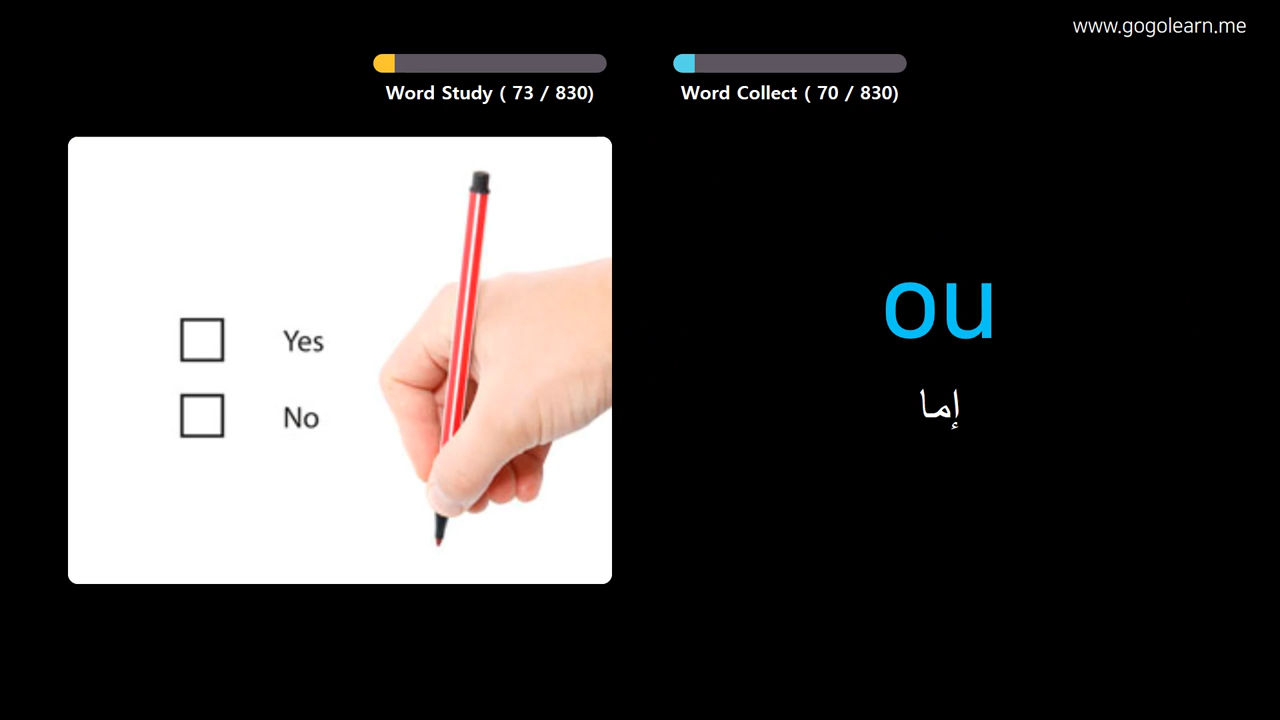 www.gogolearn.me
Word Study ( 73 / 830)
Word Collect ( 70 / 830)
Yes
No
ou
إما